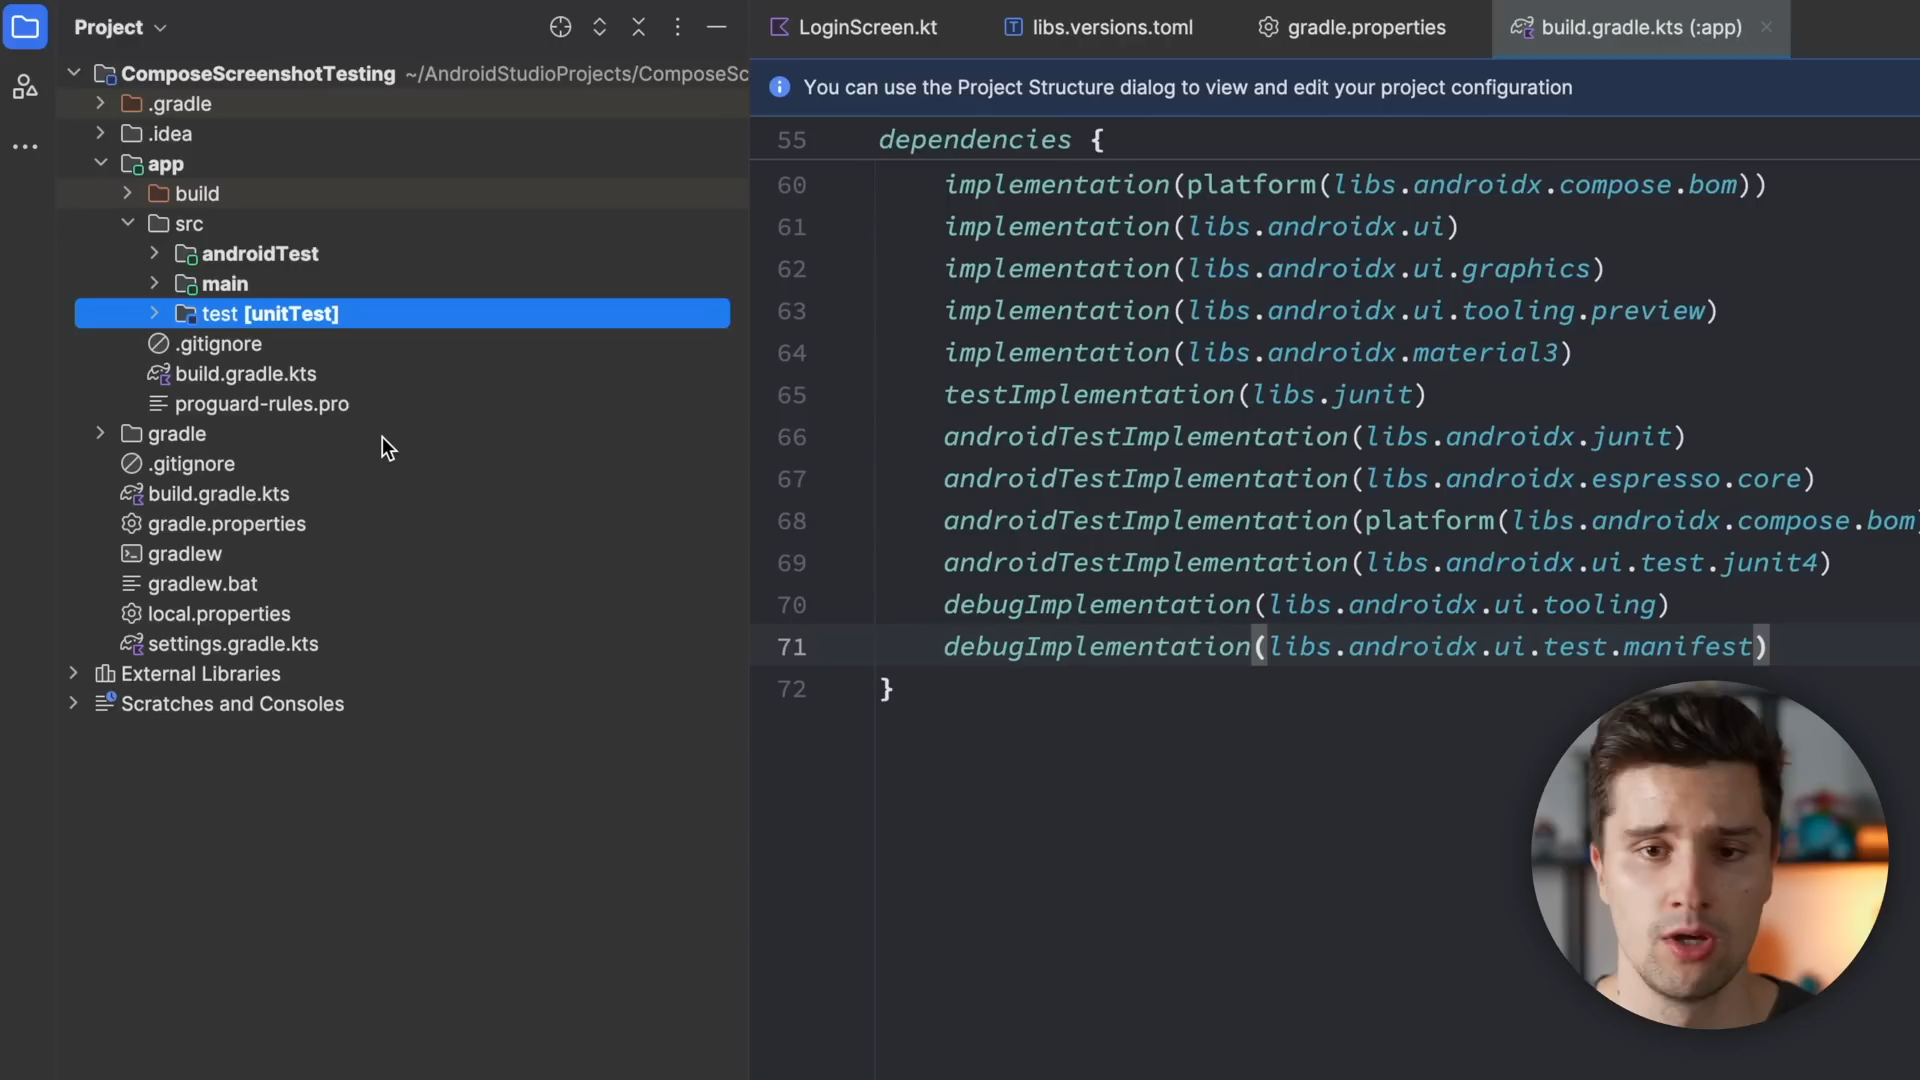 Project
ComposeScreenshotTesting ~/AndroidStudioProjects/ComposeSc
.gradle
.idea
app
build
src
androidTest
main
test [unitTest]
.gitignore
build.gradle.kts
proguard-rules.pro
gradle
.gitignore
build.gradle.kts
gradle.properties
gradlew
gradlew.bat
local.properties
settings.gradle.kts
External Libraries
Scratches and Consoles
LoginScreen.kt libs.versions.toml gradle.properties build.gradle.kts (:app)
You can use the Project Structure dialog to view and edit your project configuration
55 dependencies {
60 implementation(platform(libs.androidx.compose.bom))
61 implementation(libs.androidx.ui)
62 implementation(libs.androidx.ui.graphics)
63 implementation(libs.androidx.ui.tooling.preview)
64 implementation(libs.androidx.material3)
65 testImplementation(libs.junit)
66 androidTestImplementation(libs.androidx.junit)
67 androidTestImplementation(libs.androidx.espresso.core)
68 androidTestImplementation(platform(libs.androidx.compose.bom)
69 androidTestImplementation(libs.androidx.ui.test.junit4)
70 debugImplementation(libs.androidx.ui.tooling)
71 debugImplementation(libs.androidx.ui.test.manifest)
72 }